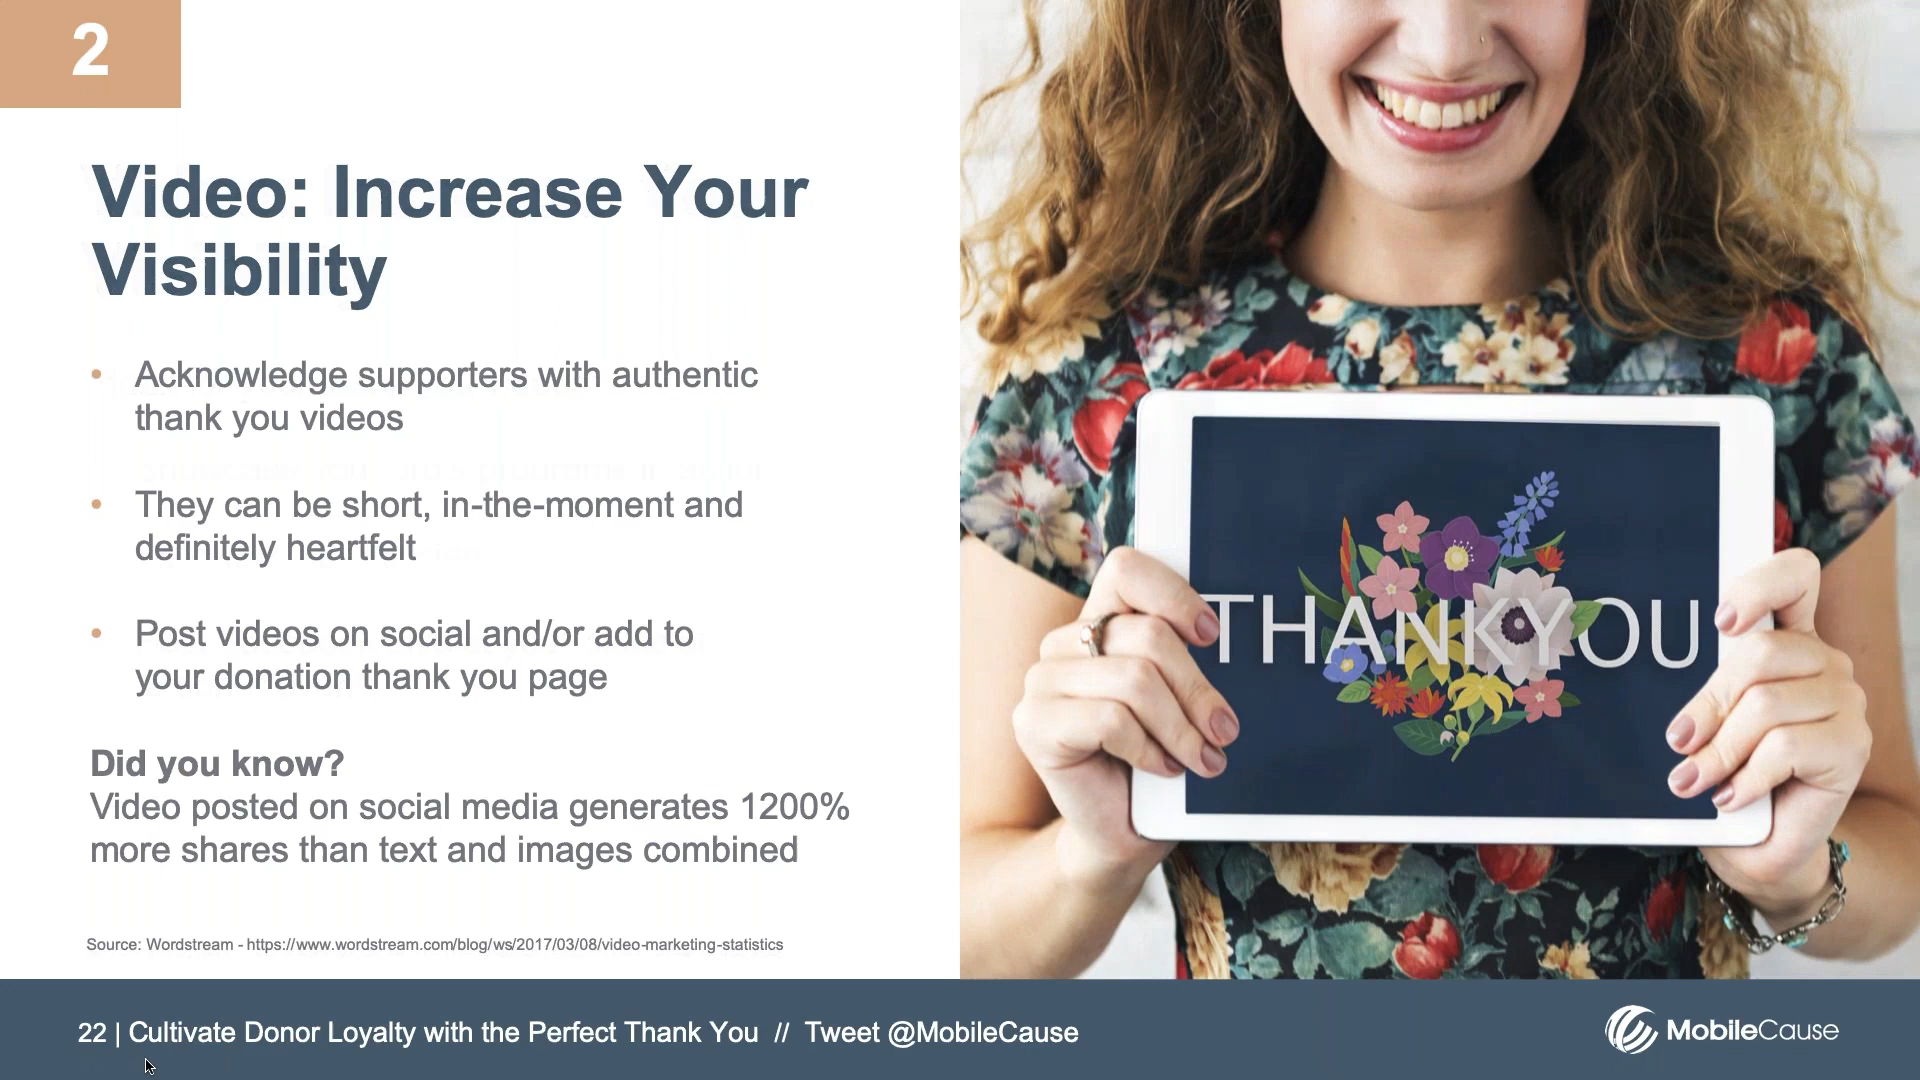 2
Video: Increase Your
Visibility
• Acknowledge supporters with authentic
thank you videos
• They can be short, in-the-moment and
definitely heartfelt
• Post videos on social and/or add to
your donation thank you page
Did you know?
Video posted on social media generates 1200%
more shares than text and images combined
Source: Wordstream - https://www.wordstream.com/blog/ws/2017/03/08/video-marketing-statistics
THANKYOU
22 | Cultivate Donor Loyalty with the Perfect Thank You // Tweet @MobileCause
MobileCause